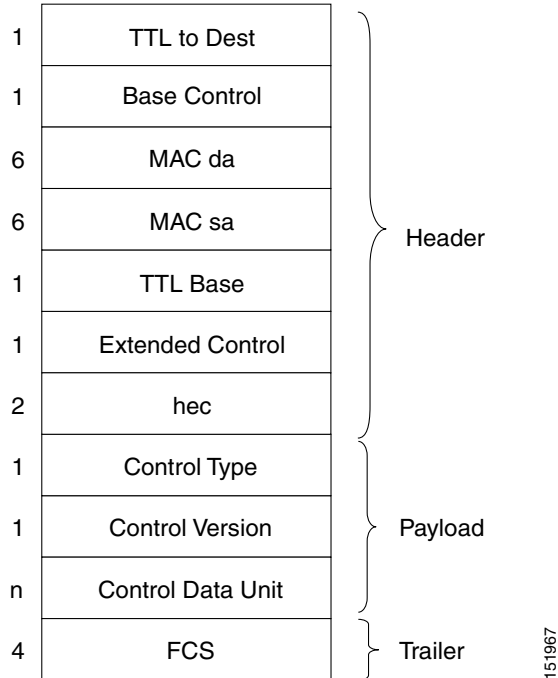 1 TTL to Dest
1 Base Control
6 MAC da
6 MAC sa
Header
1 TTL Base
1 Extended Control
2 hec
1 Control Type
1 Control Version
Payload
n Control Data Unit
4 FCS
Trailer
151967